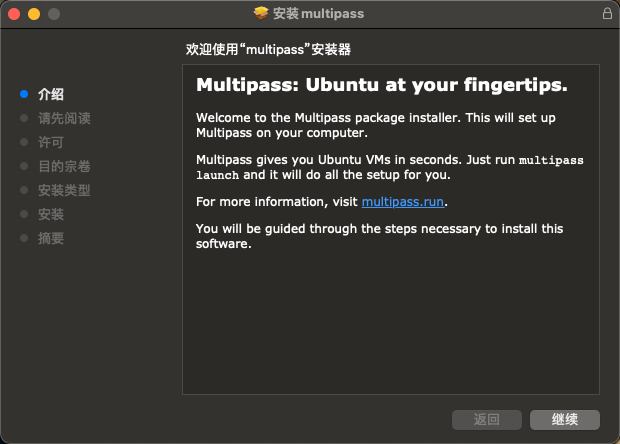 安装 multipass
欢迎使用“multipass”安装器
介绍
请先阅读
许可
目的宗卷
安装类型
安装
摘要
Multipass: Ubuntu at your fingertips.
Welcome to the Multipass package installer. This will set up
Multipass on your computer.
Multipass gives you Ubuntu VMs in seconds. Just run multipass
launch and it will do all the setup for you.
For more information, visit multipass.run.
You will be guided through the steps necessary to install this
software.
返回
继续